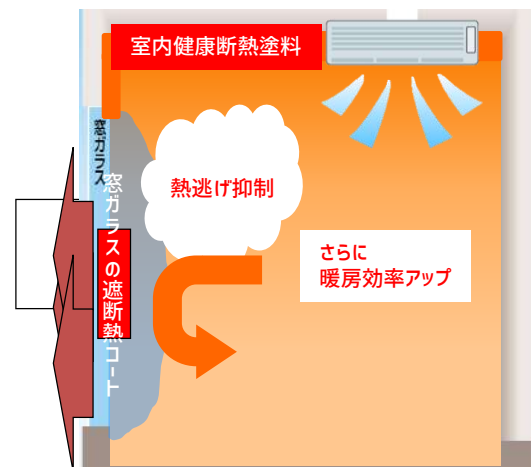 室内健康断熱塗料
窓ガラス
窓ガラスの遮断熱コート
熱逃げ抑制
さらに
暖房効率アップ